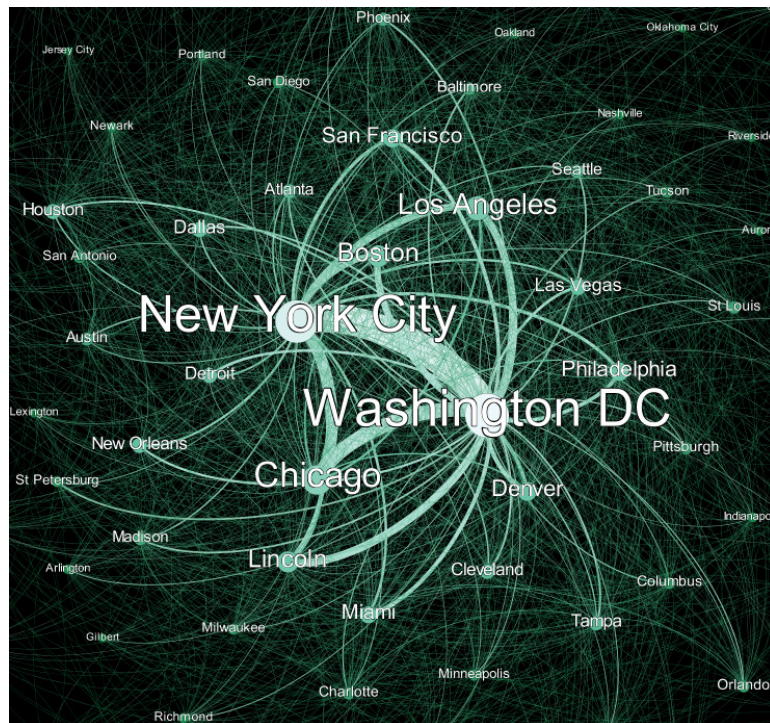 Phoenix
Oakland
Oklahoma City
Jersey City
Portland
San Diego
Baltimore
Newark
San Francisco
Nashville
Riverside
Seattle
Atlanta
Tucson
Los Angeles
Houston
Dallas
Auror
Boston
San Antonio
Las Vegas
St Louis
New York City
Austin
Detroit
Philadelphia
Washington DC
Lexington
New Orleans
Pittsburgh
Chicago
St Petersburg
Denver
Indianapol
Madison
Lincoln
Arlington
Cleveland
Columbus
Miami
Tampa
Gilbert
Milwaukee
Minneapolis
Charlotte
Orlando
Richmond